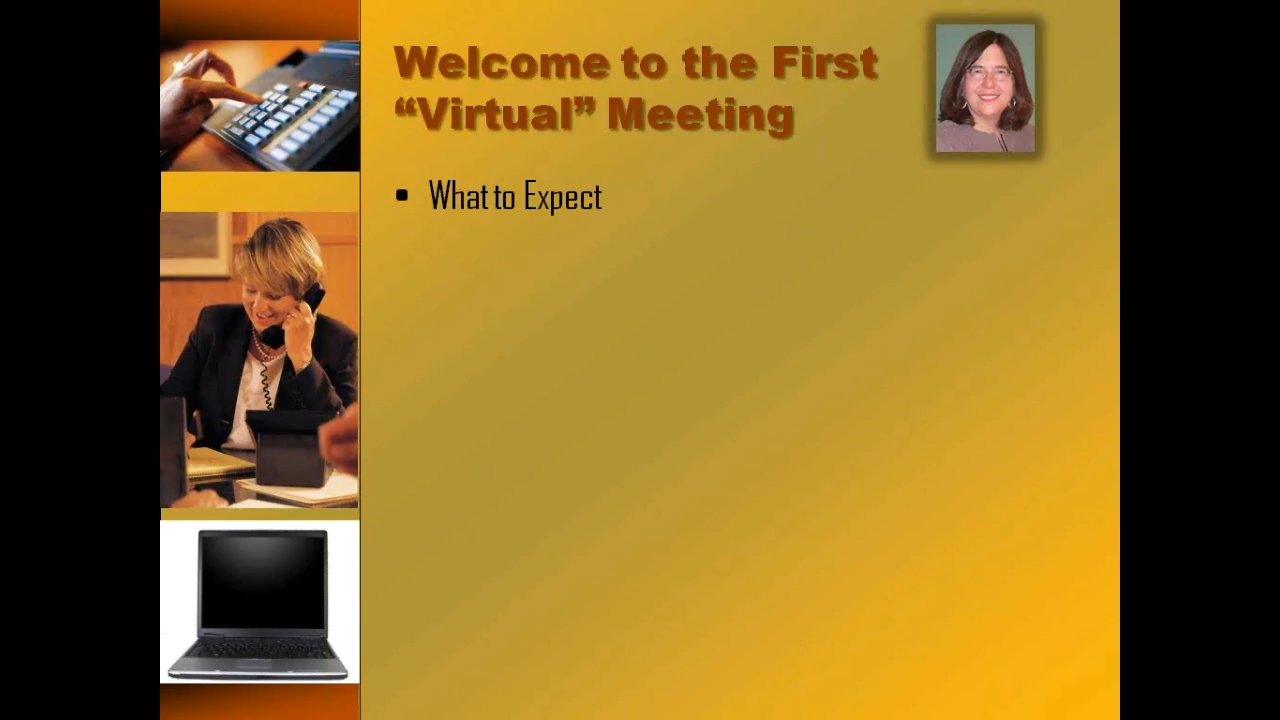 Welcome to the First
“Virtual” Meeting
• What to Expect